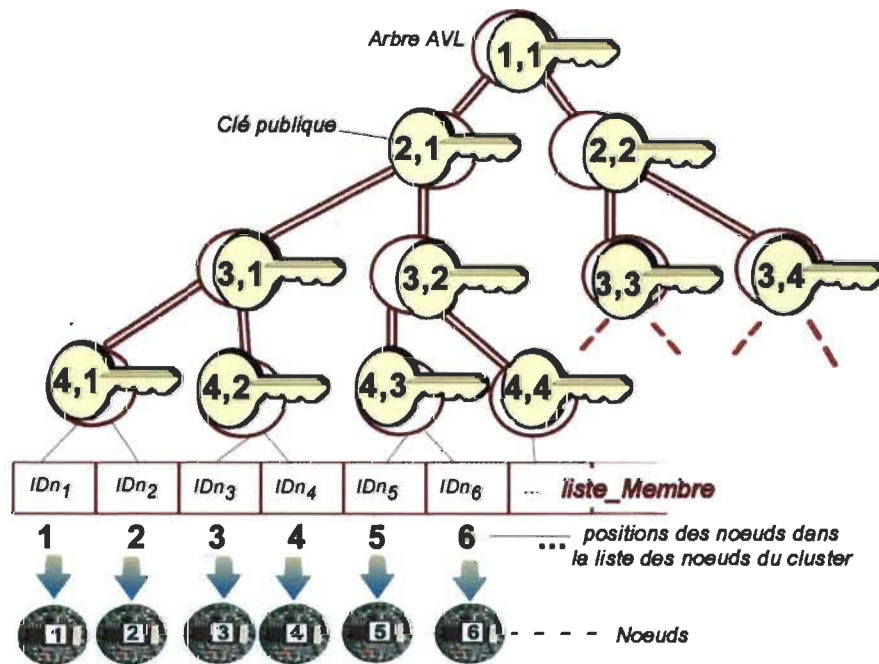 Arbre AVL
1,1
Clé publique
2,1
2,2
3,1
3,2
3,3
3,4
4,1
4,2
4,3
4,4
IDn1
IDn2
IDn3
IDn4
IDn5
IDn6
...
liste_Membre
1
2
3
4
5
6
... positions des noeuds dans
la liste des noeuds du cluster
1
2
3
4
5
6
Noeuds